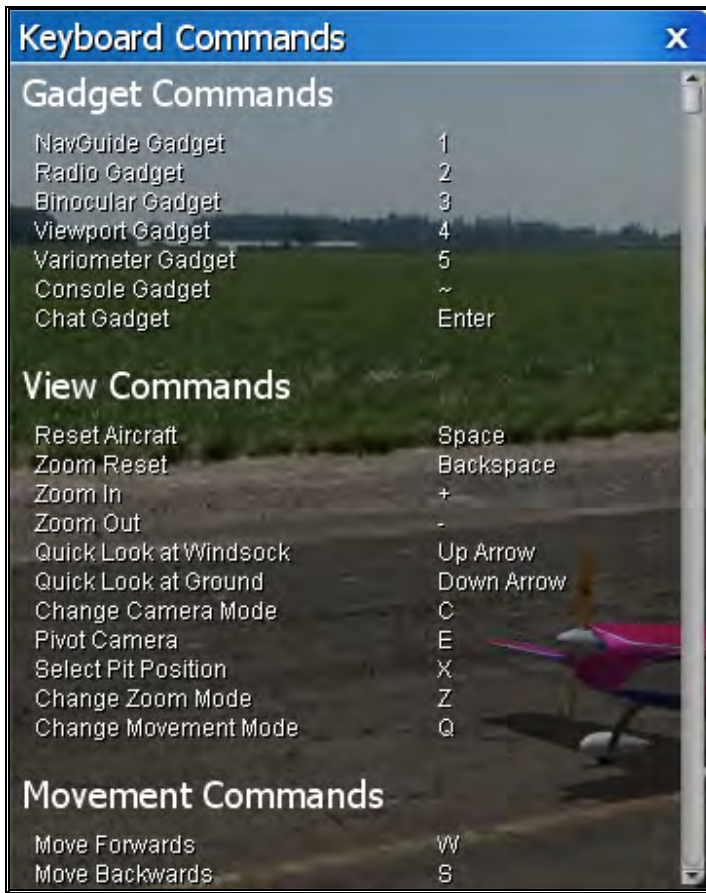 Keyboard Commands X
Gadget Commands
NavGuide Gadget 1
Radio Gadget 2
Binocular Gadget 3
Viewport Gadget 4
Variometer Gadget 5
Console Gadget ~
Chat Gadget Enter
View Commands
Reset Aircraft Space
Zoom Reset Backspace
Zoom In +
Zoom Out -
Quick Look at Windsock Up Arrow
Quick Look at Ground Down Arrow
Change Camera Mode C
Pivot Camera E
Select Pit Position X
Change Zoom Mode Z
Change Movement Mode Q
Movement Commands
Move Forwards W
Move Backwards S